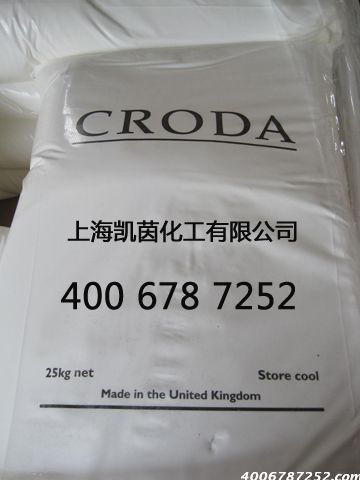 CRODA
上海凯茵化工有限公司
400 678 7252
25kg net Store cool
Made in the United Kingdom
4006787252.com